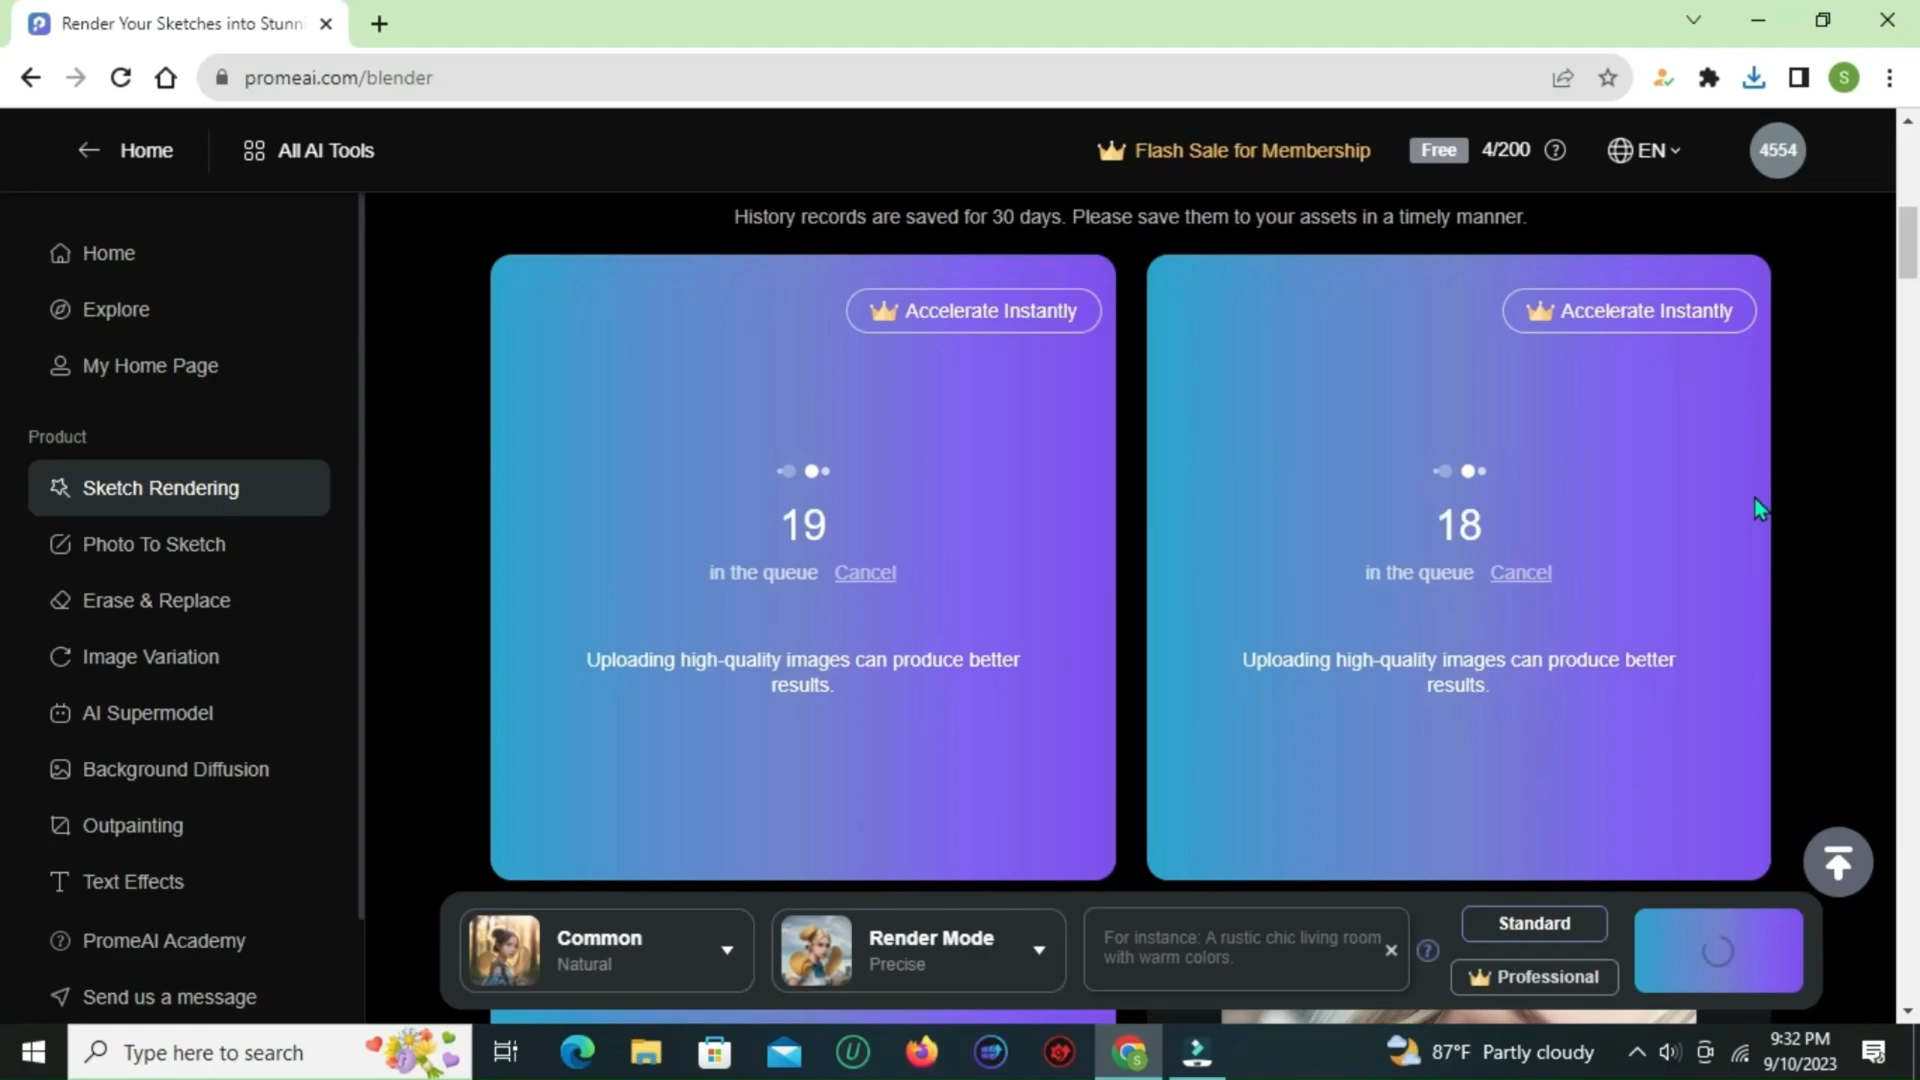 Render Your Sketches into Stunni
promeai.com/blender
S
Home
All AI Tools
Flash Sale for Membership
Free
4/200
?
EN
4554
History records are saved for 30 days. Please save them to your assets in a timely manner.
Home
Explore
My Home Page
Product
Sketch Rendering
Photo To Sketch
Erase & Replace
Image Variation
AI Supermodel
Background Diffusion
Outpainting
Text Effects
PromeAI Academy
Send us a message
Accelerate Instantly
19
in the queue Cancel
Uploading high-quality images can produce better
results.
Accelerate Instantly
18
in the queue Cancel
Uploading high-quality images can produce better
results.
Common
Natural
Render Mode
Precise
For instance: A rustic chic living room
with warm colors.
?
Standard
Professional
Type here to search
87°F Partly cloudy
9:32 PM
9/10/2023